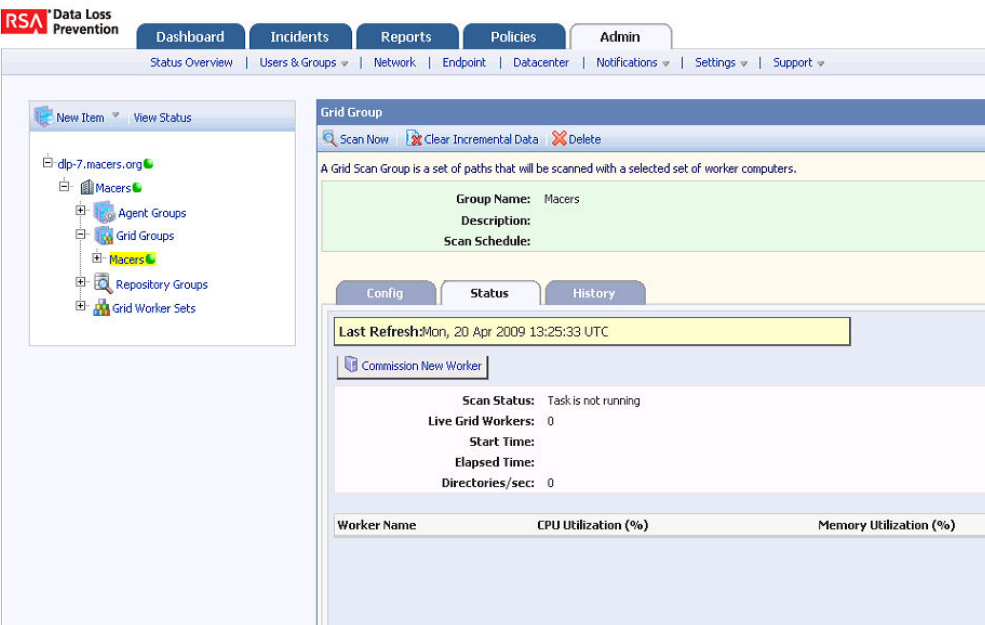 RSA Data Loss Prevention
Dashboard Incidents Reports Policies Admin
Status Overview | Users & Groups | Network | Endpoint | Datacenter | Notifications | Settings | Support
New Item View Status
dlp-7.macers.org
Macers
Agent Groups
Grid Groups
Macers
Repository Groups
Grid Worker Sets
Grid Group
Scan Now Clear Incremental Data Delete
A Grid Scan Group is a set of paths that will be scanned with a selected set of worker computers.
Group Name: Macers
Description:
Scan Schedule:
Config Status History
Last Refresh:Mon, 20 Apr 2009 13:25:33 UTC
Commission New Worker
Scan Status: Task is not running
Live Grid Workers: 0
Start Time:
Elapsed Time:
Directories/sec: 0
Worker Name CPU Utilization (%) Memory Utilization (%)